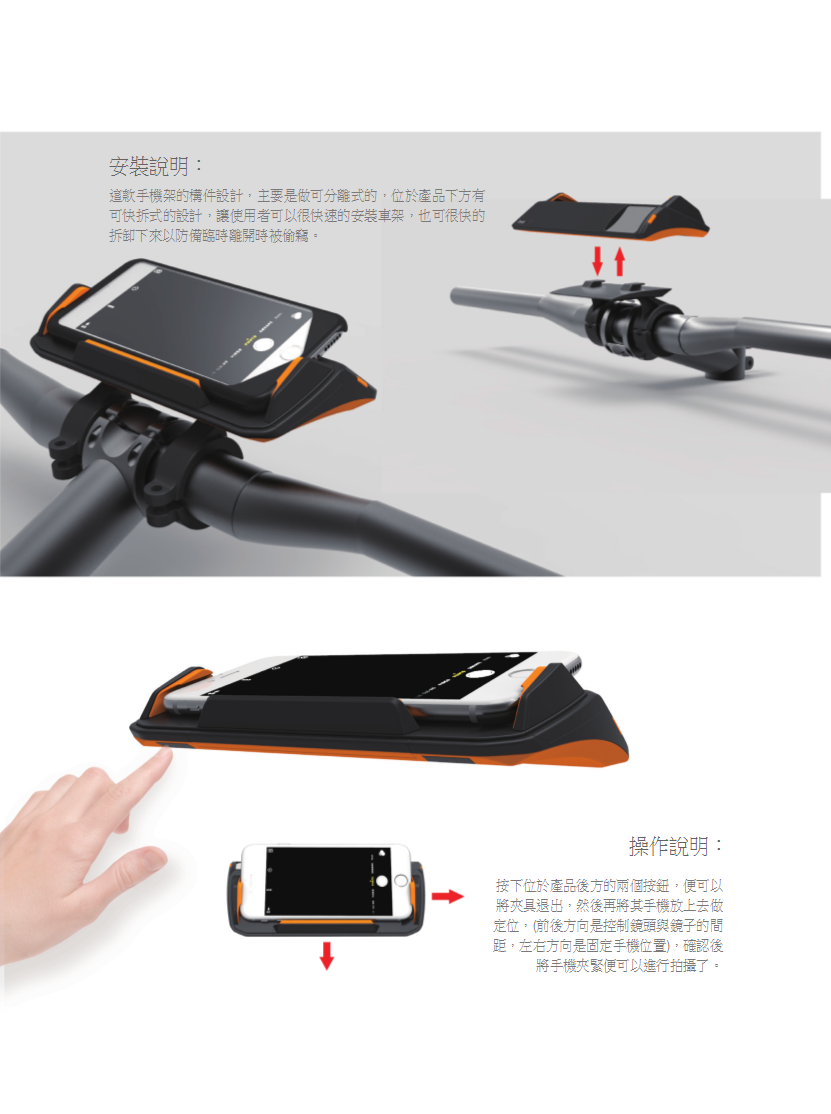 安裝說明：
這款手機架的構件設計，主要是做可分離式的，位於產品下方有
可快拆式的設計，讓使用者可以很快速的安裝車架，也可很快的
拆卸下來以防備臨時離開時被偷竊。
操作說明：
按下位於產品後方的兩個按鈕，便可以
將夾具退出，然後再將其手機放上去做
定位，(前後方向是控制鏡頭與鏡子的間
距，左右方向是固定手機位置)，確認後
將手機夾緊便可以進行拍攝了。